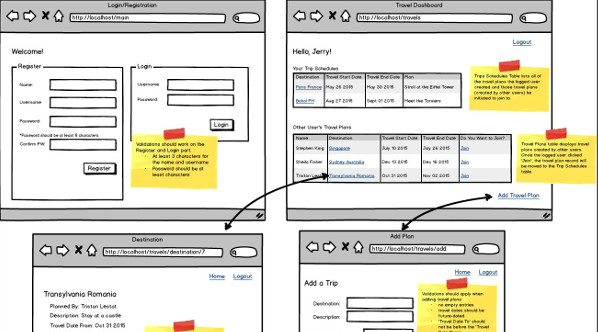 Login/Registration
http://localhost/main
Welcome!
Register
Name:
Username:
Password:
*Password should be at least 8 characters
Confirm PW:
Register
Login
Username:
Password:
Login
Validations should work on the
Register and Login part.
At least 3 characters for
the name and username
Password should be at
least characters
Travel Dashboard
http://localhost/travels
Logout
Hello, Jerry!
Your Trip Schedules
Destination Travel Start Date Travel End Date Plan
Paris France May 28 2015 May 30 2015 Stroll at the Eiffel Tower
Aug 27 2015 Sept 01 2015 Meet the
Trips Schedules Table lists all of
the travel plans the logged user
created and those travel plans
(created by other users) he
initiated to join to
Other User's Travel Plans
Name Destination Travel Start Date Travel End Date Do You Want to Join?
Stephen King Singapore July 10 2015 July 26 2015 Join
Sydney Australia Dec 10 2015 Dec 16 2015 Join
Tristan Lestat Transylvania Romania Oct 31 2015 Nov 02 2015 Join
Travel Plans table displays
travel plans created by other users.
Once the logged user clicked
'Join', the travel plan record will
be moved to the Trip Schedules
table.
Add Travel Plan
Destination
http://localhost/travels/destination/7
Home Logout
Transylvania Romania
Planned By: Tristan Lestat
Description: Stay at a castle
Travel Date From: Oct 31 2015
Add Plan
http://localhost/travels/add
Home Logout
Add a Trip
Destination:
Description:
Validations should apply when
adding travel plans:
no empty entries
travel dates should be
future-dated
'Travel Date To' should
not be before the 'Travel